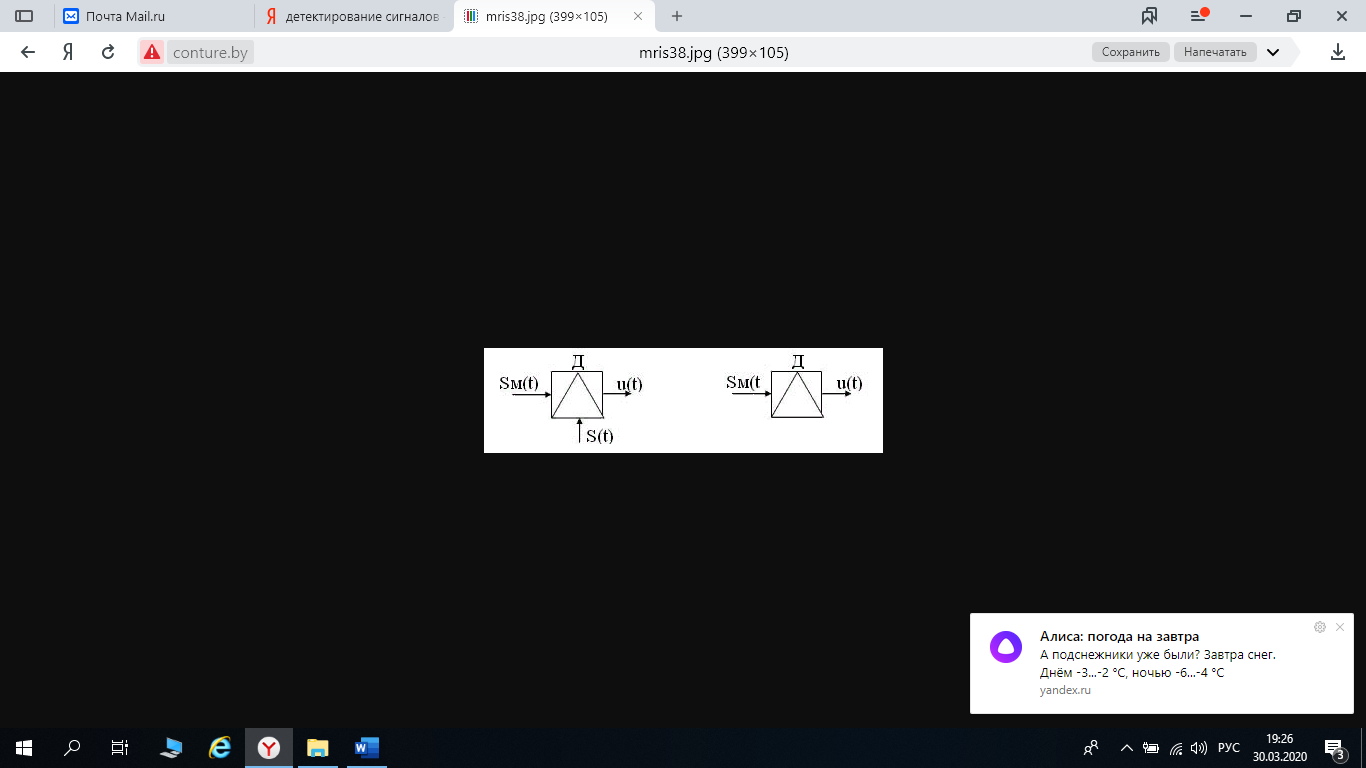 Почта Mail.ru
Я детектирование сигналов
mris38.jpg (399×105)
Я
conture.by
mris38.jpg (399×105)
Сохранить
Напечатать
Д
Sм(t)
u(t)
S(t)
Д
Sм(t
u(t)
Алиса: погода на завтра
А подснежники уже были? Завтра снег.
Днём -3...-2 °C, ночью -6...-4 °C
yandex.ru
РУС
19:26
30.03.2020
3